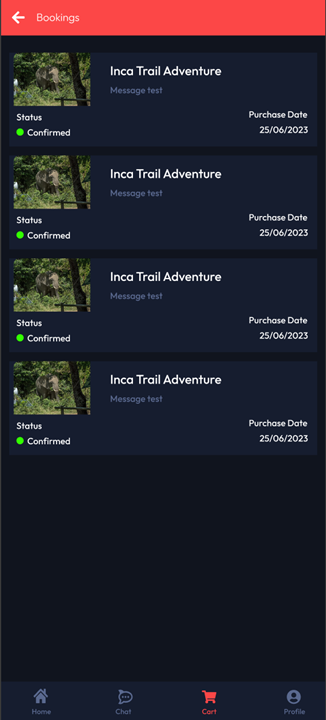 Bookings
Inca Trail Adventure
Message test
Status
Purchase Date
Confirmed
25/06/2023
Inca Trail Adventure
Message test
Status
Purchase Date
Confirmed
25/06/2023
Inca Trail Adventure
Message test
Status
Purchase Date
Confirmed
25/06/2023
Inca Trail Adventure
Message test
Status
Purchase Date
Confirmed
25/06/2023
Home Chat Cart Profile